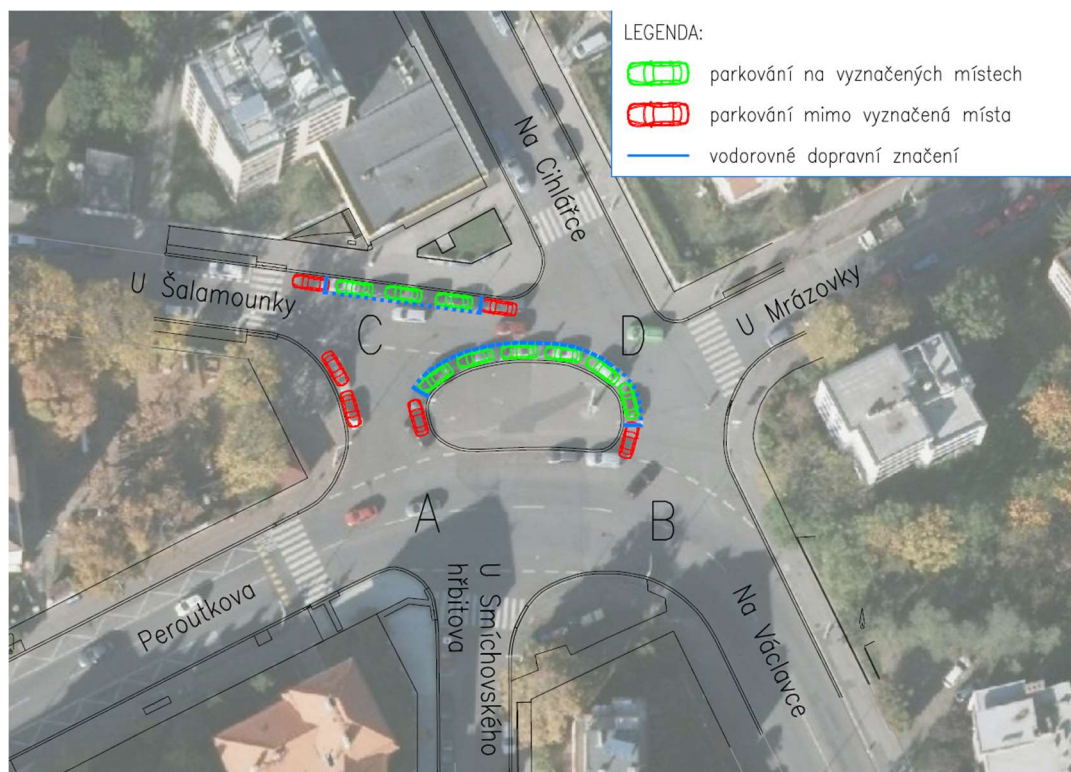 LEGENDA:
parkování na vyznačených místech
parkování mimo vyznačená místa
vodorovné dopravní značení
Na Cihlářce
U Šalamounky
C
D
U Mrázovky
A
B
Peroutkova
U Smíchovského
hřbitova
Na Václavce